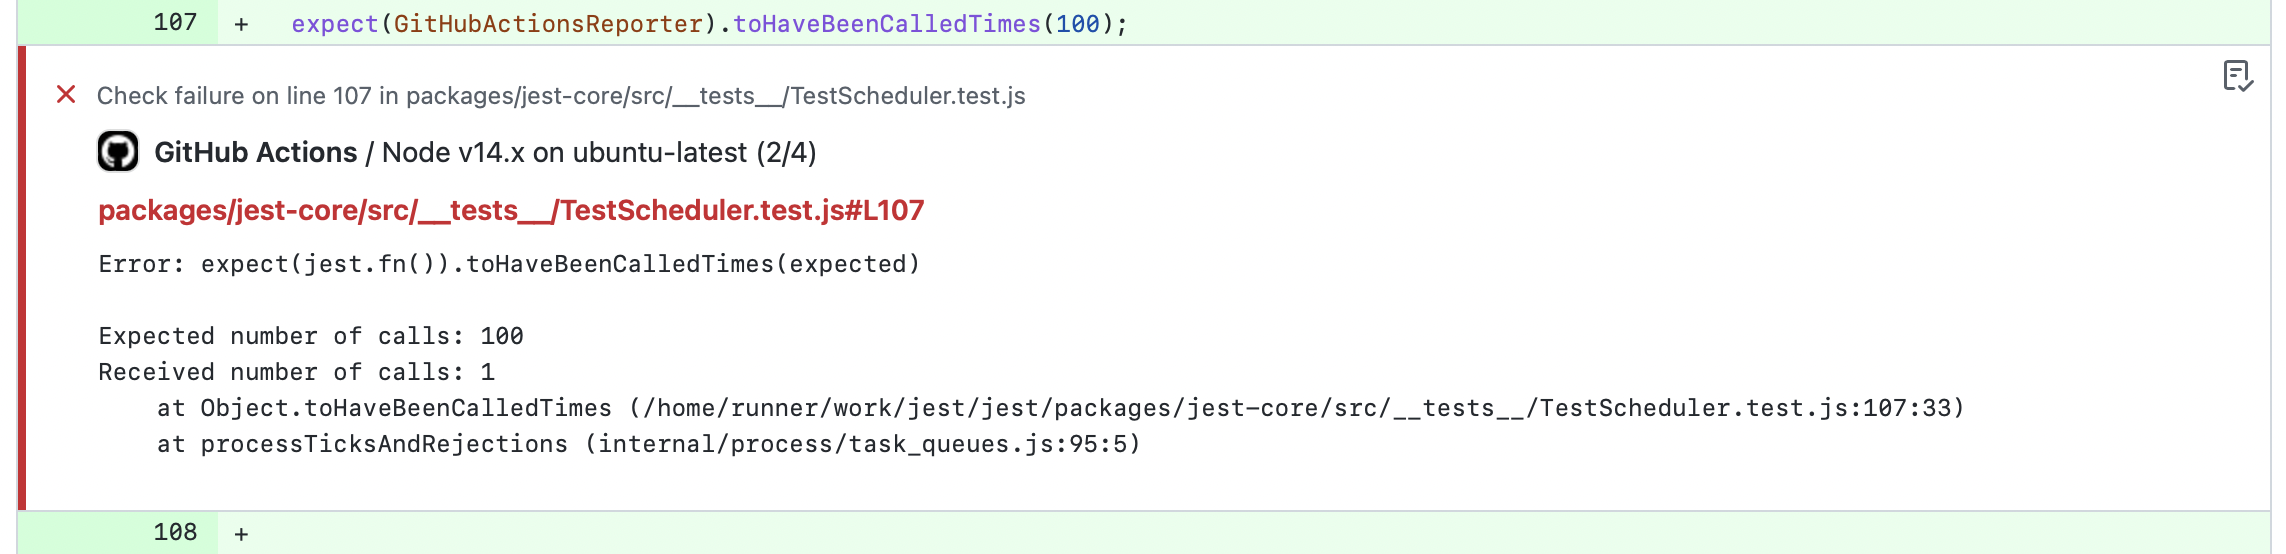 107 + expect(GitHubActionsReporter).toHaveBeenCalledTimes(100);
Check failure on line 107 in packages/jest-core/src/__tests__/TestScheduler.test.js
GitHub Actions / Node v14.x on ubuntu-latest (2/4)
packages/jest-core/src/__tests__/TestScheduler.test.js#L107
Error: expect(jest.fn()).toHaveBeenCalledTimes(expected)
Expected number of calls: 100
Received number of calls: 1
at Object.toHaveBeenCalledTimes (/home/runner/work/jest/jest/packages/jest-core/src/__tests__/TestScheduler.test.js:107:33)
at processTicksAndRejections (internal/process/task_queues.js:95:5)
108 +